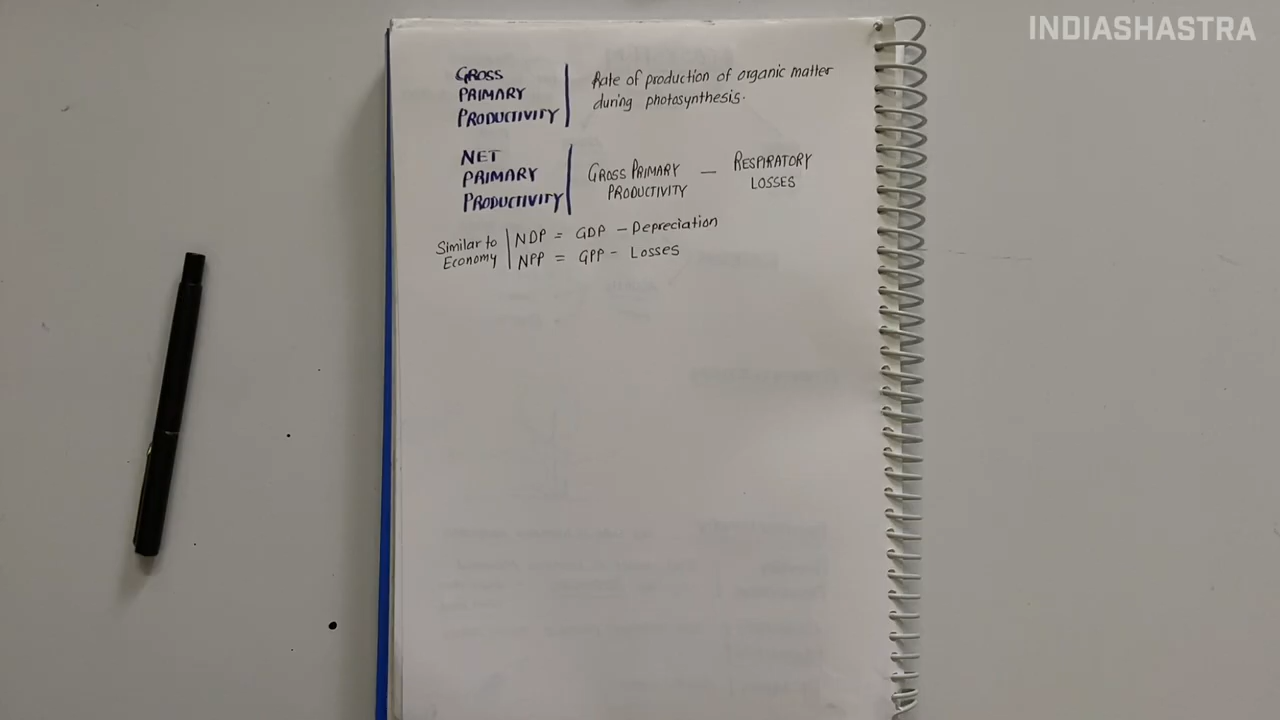 INDIASHASTRA
GROSS
PRIMARY
PRODUCTIVITY
Rate of production of organic matter
during photosynthesis.
NET
PRIMARY
PRODUCTIVITY
GROSS PRIMARY
PRODUCTIVITY
—
RESPIRATORY
LOSSES
Similar to
Economy
NDP = GDP – Depreciation
NPP = GPP – Losses